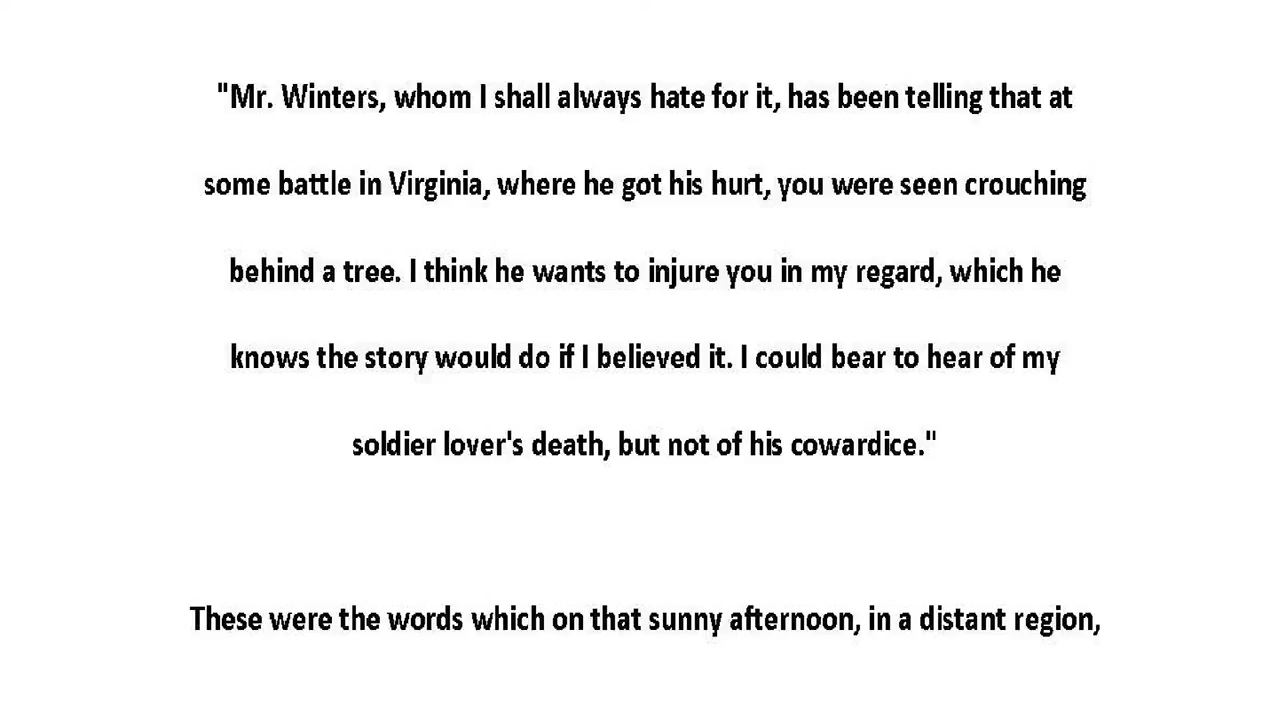 "Mr. Winters, whom I shall always hate for it, has been telling that at
some battle in Virginia, where he got his hurt, you were seen crouching
behind a tree. I think he wants to injure you in my regard, which he
knows the story would do if I believed it. I could bear to hear of my
soldier lover's death, but not of his cowardice."
These were the words which on that sunny afternoon, in a distant region,